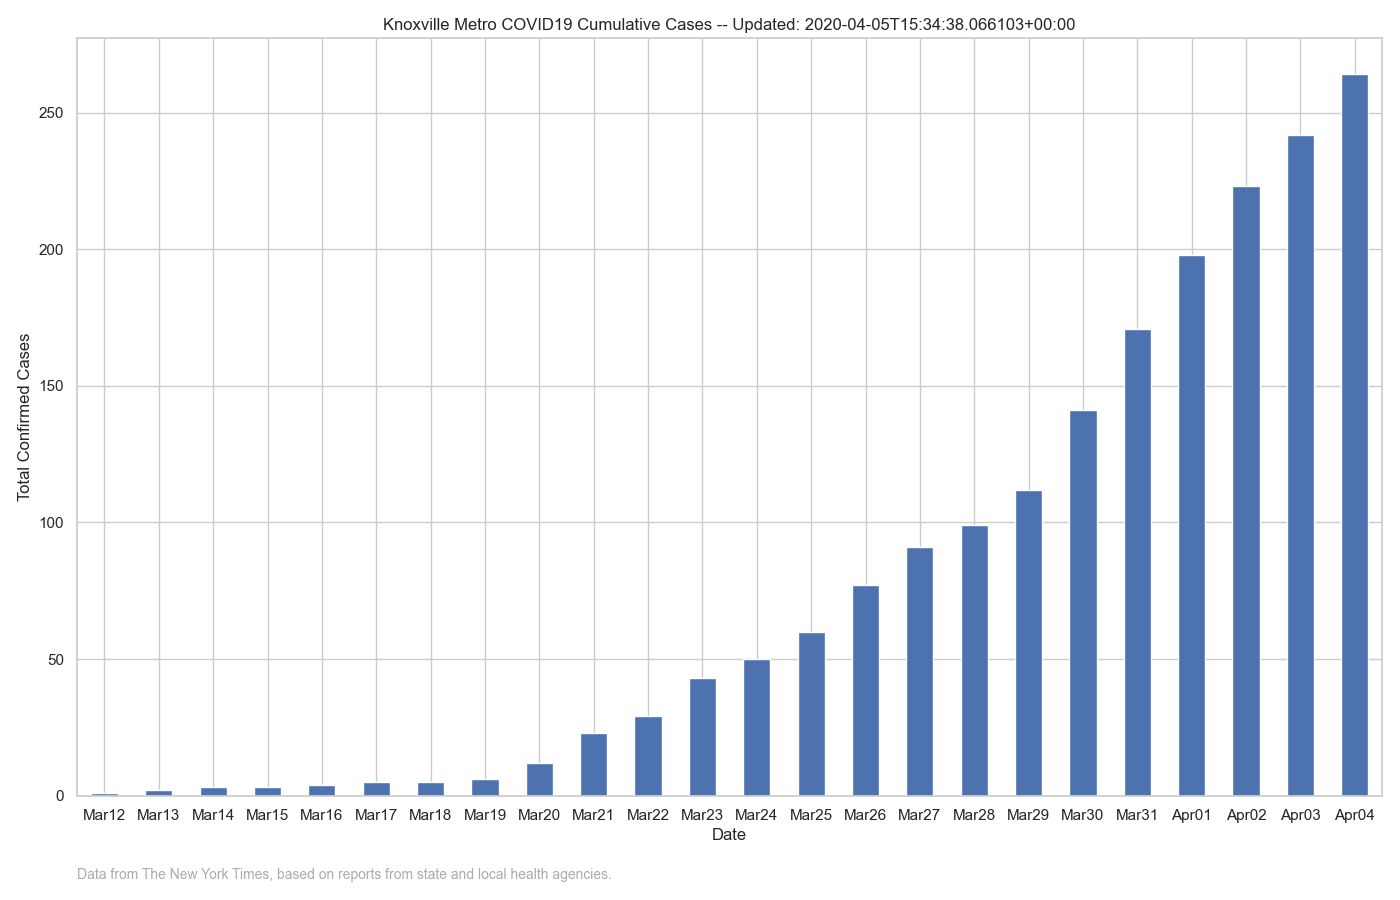 Knoxville Metro COVID19 Cumulative Cases -- Updated: 2020-04-05T15:34:38.066103+00:00
250
200
150
100
50
0
Total Confirmed Cases
Mar12 Mar13 Mar14 Mar15 Mar16 Mar17 Mar18 Mar19 Mar20 Mar21 Mar22 Mar23 Mar24 Mar25 Mar26 Mar27 Mar28 Mar29 Mar30 Mar31 Apr01 Apr02 Apr03 Apr04
Date
Data from The New York Times, based on reports from state and local health agencies.